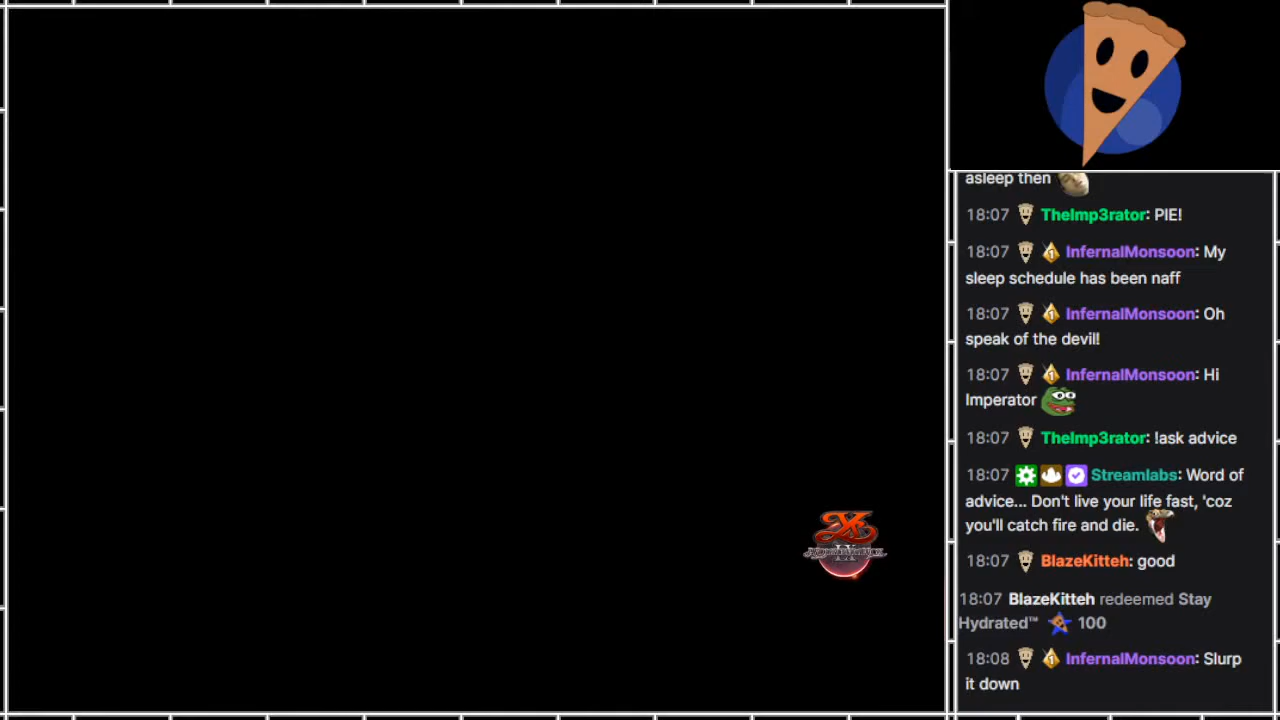 asleep then
18:07 TheImp3rator: PIE!
18:07 InfernalMonsoon: My
sleep schedule has been naff
18:07 InfernalMonsoon: Oh
speak of the devil!
18:07 InfernalMonsoon: Hi
Imperator
18:07 TheImp3rator: !ask advice
18:07 Streamlabs: Word of
advice... Don't live your life fast, 'coz
you'll catch fire and die.
18:07 BlazeKitteh: good
18:07 BlazeKitteh redeemed Stay
Hydrated™ 100
18:08 InfernalMonsoon: Slurp
it down
Ys
IX